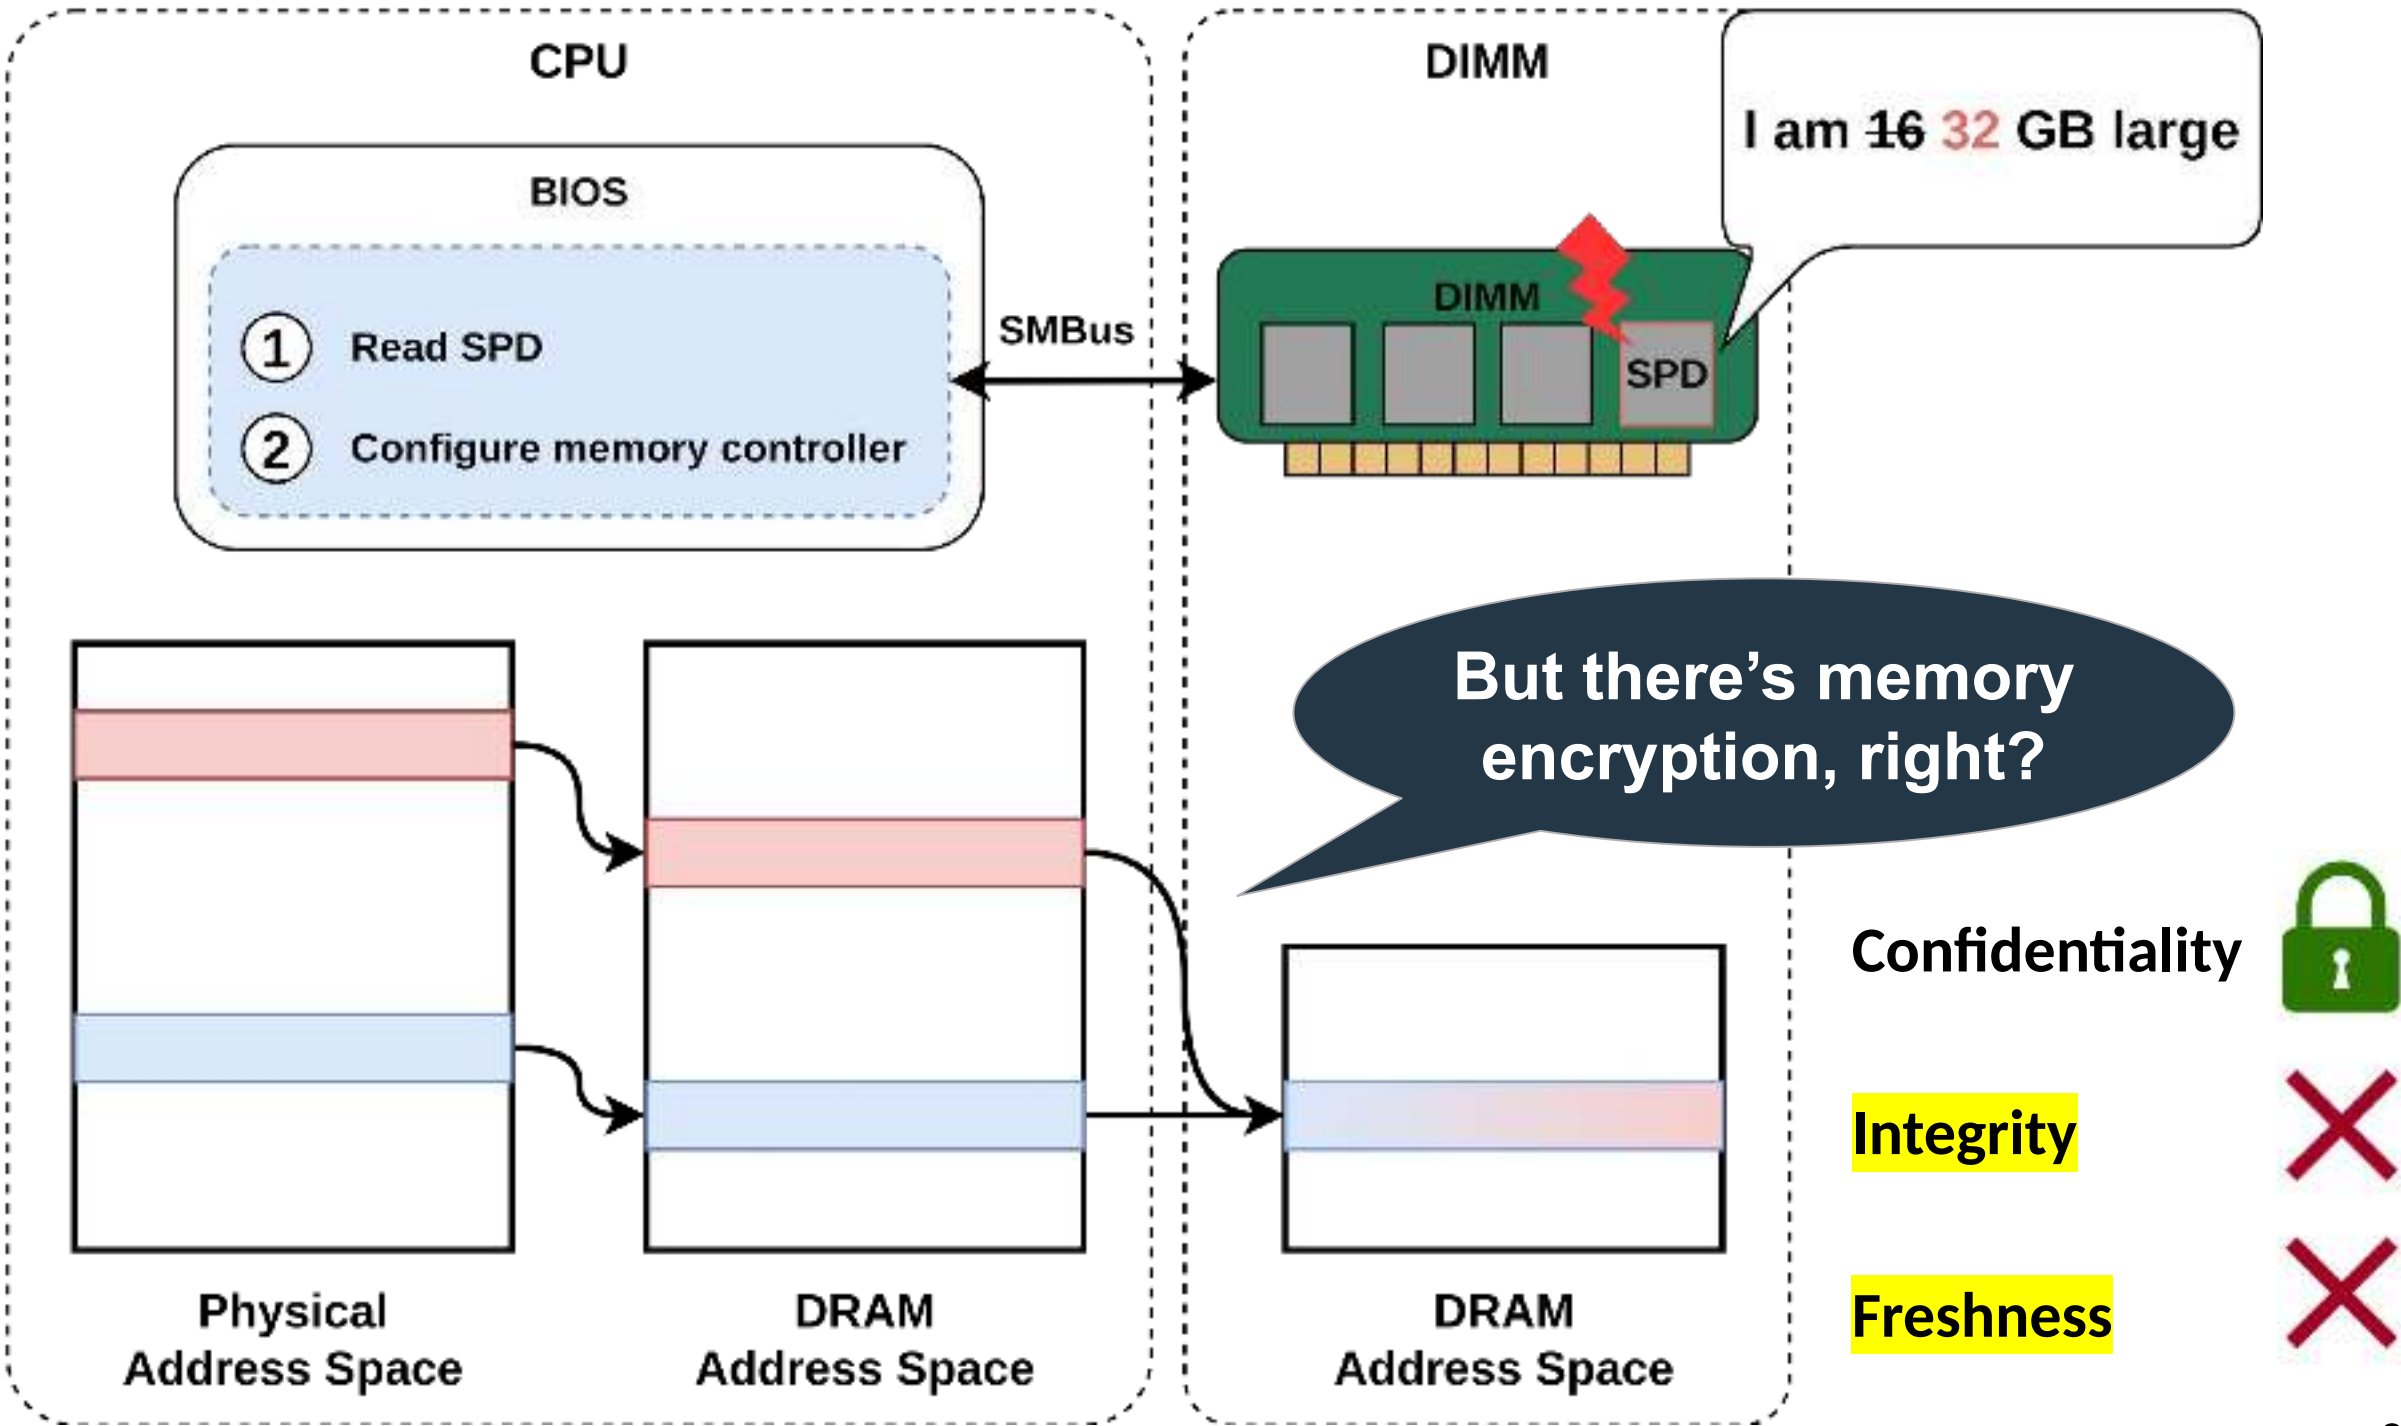 CPU
DIMM
I am 16 32 GB large
BIOS
1 Read SPD
2 Configure memory controller
SMBus
DIMM
SPD
But there’s memory
encryption, right?
Confidentiality
Integrity
Freshness
Physical
Address Space
DRAM
Address Space
DRAM
Address Space